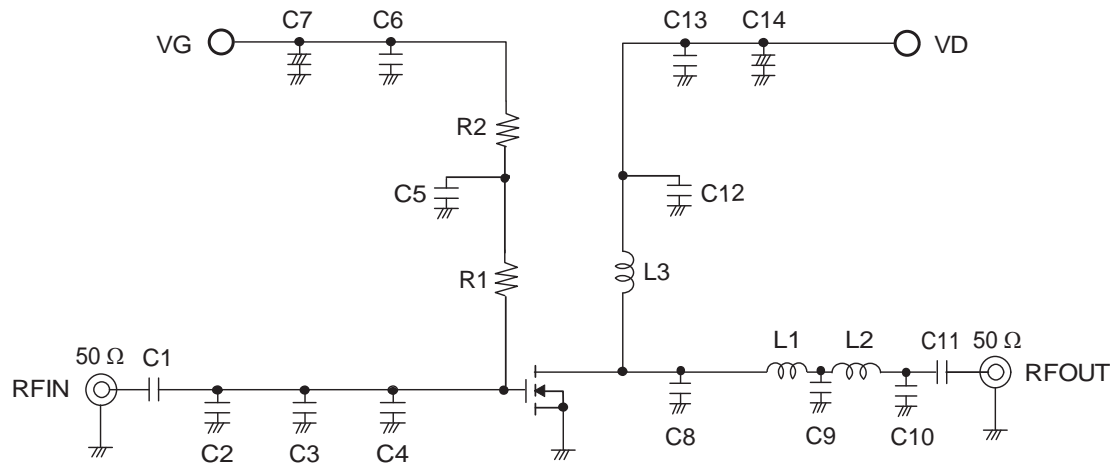 C7 C6 C13 C14
VG VD
R2
C5 C12
R1 L3
50 Ω C1 L1 L2 C11 50 Ω
RFIN RFOUT
C2 C3 C4 C8 C9 C10